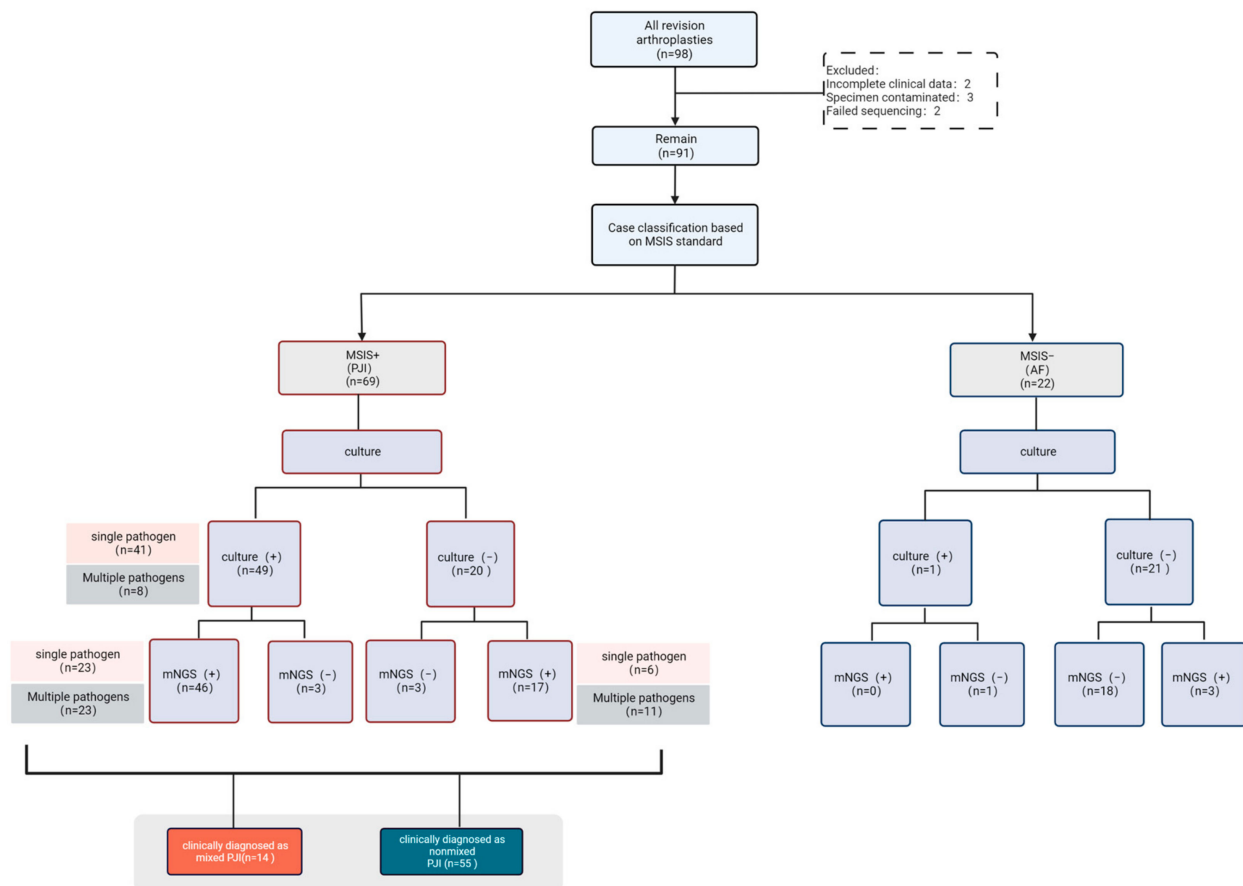 All revision
arthroplasties
(n=98)
Excluded：
Incomplete clinical data：2
Specimen contaminated：3
Failed sequencing：2
Remain
(n=91)
Case classification based
on MSIS standard
MSIS+
(PJI)
(n=69)
MSIS−
(AF)
(n=22)
culture
culture
single pathogen
(n=41)
Multiple pathogens
(n=8)
culture（+）
(n=49)
culture（−）
(n=20 )
culture（+）
(n=1)
culture（−）
(n=21 )
single pathogen
(n=23)
Multiple pathogens
(n=23)
mNGS（+）
(n=46)
mNGS（−）
(n=3)
mNGS（−）
(n=3)
mNGS（+）
(n=17)
single pathogen
(n=6)
Multiple pathogens
(n=11)
mNGS（+）
(n=0)
mNGS（−）
(n=1)
mNGS（−）
(n=18)
mNGS（+）
(n=3)
clinically diagnosed as
mixed PJI(n=14 )
clinically diagnosed as
nonmixed
PJI (n=55 )